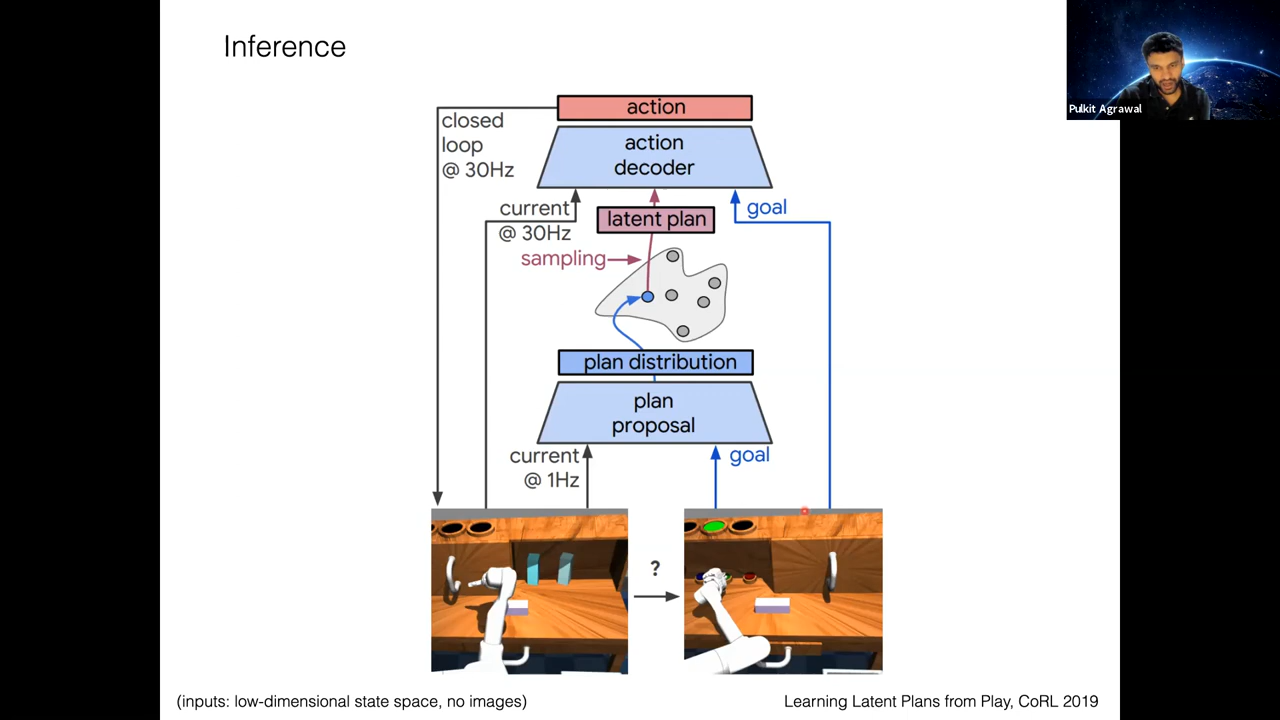 Inference
Pulkit Agrawal
action
closed
loop
@ 30Hz
action
decoder
current
@ 30Hz
latent plan
goal
sampling
plan distribution
plan
proposal
current
@ 1Hz
goal
?
(inputs: low-dimensional state space, no images)
Learning Latent Plans from Play, CoRL 2019